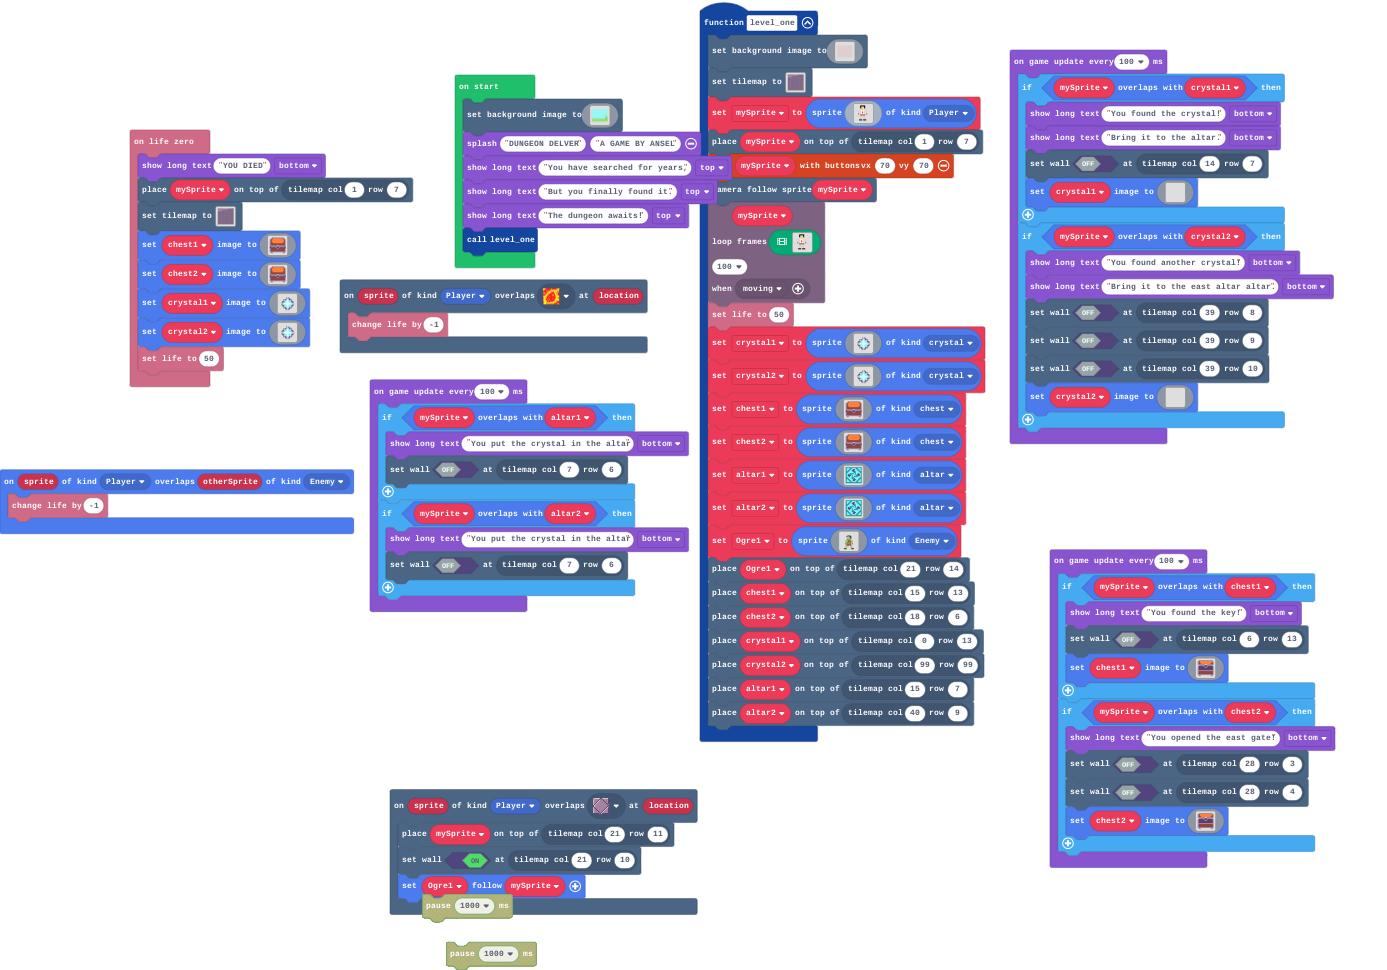 on life zero
show long text "YOU DIED" bottom
place mySprite on top of tilemap col 1 row 7
set tilemap to
set chest1 image to
set chest2 image to
set crystal1 image to
set crystal2 image to
set life to 50
on start
set background image to
splash "DUNGEON DELVER" "A GAME BY ANSEL"
show long text "You have searched for years," top
show long text "But you finally found it." top
show long text "The dungeon awaits!" top
call level_one
on sprite of kind Player overlaps at location
change life by -1
on game update every 100 ms
if mySprite overlaps with altar1 then
show long text "You put the crystal in the altar" bottom
set wall OFF at tilemap col 7 row 6
if mySprite overlaps with altar2 then
show long text "You put the crystal in the altar" bottom
set wall OFF at tilemap col 7 row 6
on sprite of kind Player overlaps otherSprite of kind Enemy
change life by -1
function level_one
set background image to
set tilemap to
set mySprite to sprite of kind Player
place mySprite on top of tilemap col 1 row 7
mySprite with buttons vx 70 vy 70
amera follow sprite mySprite
mySprite
loop frames
100
when moving
set life to 50
set crystal1 to sprite of kind crystal
set crystal2 to sprite of kind crystal
set chest1 to sprite of kind chest
set chest2 to sprite of kind chest
set altar1 to sprite of kind altar
set altar2 to sprite of kind altar
set Ogre1 to sprite of kind Enemy
place Ogre1 on top of tilemap col 21 row 14
place chest1 on top of tilemap col 15 row 13
place chest2 on top of tilemap col 18 row 6
place crystal1 on top of tilemap col 0 row 13
place crystal2 on top of tilemap col 99 row 99
place altar1 on top of tilemap col 15 row 7
place altar2 on top of tilemap col 40 row 9
on game update every 100 ms
if mySprite overlaps with crystal1 then
show long text "You found the crystal!" bottom
show long text "Bring it to the altar." bottom
set wall OFF at tilemap col 14 row 7
set crystal1 image to
if mySprite overlaps with crystal2 then
show long text "You found another crystal!" bottom
show long text "Bring it to the east altar altar." bottom
set wall OFF at tilemap col 39 row 8
set wall OFF at tilemap col 39 row 9
set wall OFF at tilemap col 39 row 10
set crystal2 image to
on game update every 100 ms
if mySprite overlaps with chest1 then
show long text "You found the key!" bottom
set wall OFF at tilemap col 6 row 13
set chest1 image to
if mySprite overlaps with chest2 then
show long text "You opened the east gate!" bottom
set wall OFF at tilemap col 28 row 3
set wall OFF at tilemap col 28 row 4
set chest2 image to
on sprite of kind Player overlaps at location
place mySprite on top of tilemap col 21 row 11
set wall ON at tilemap col 21 row 10
set Ogre1 follow mySprite
pause 1000 ms
pause 1000 ms